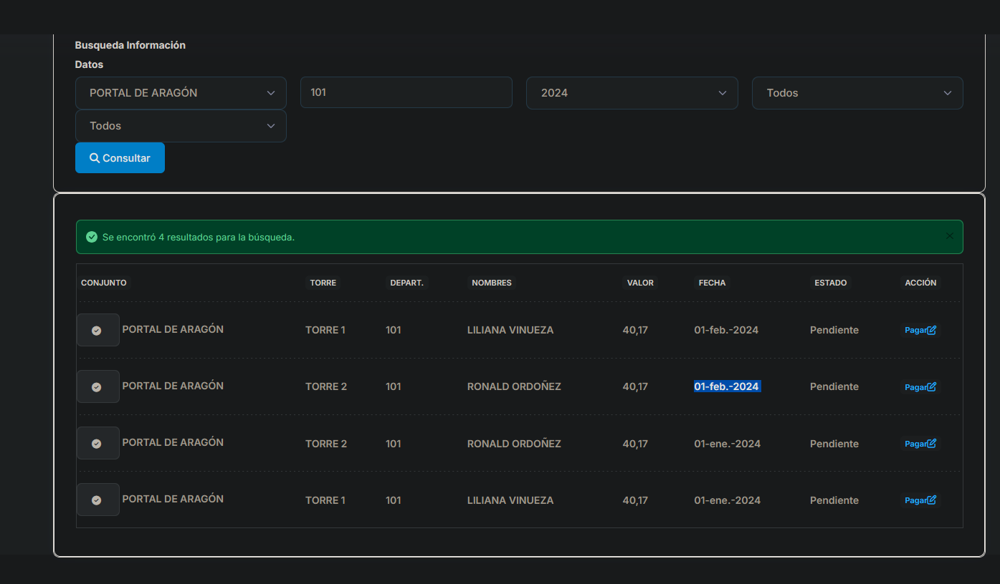 Busqueda Información
Datos
PORTAL DE ARAGÓN 101 2024 Todos
Todos
Consultar
Se encontró 4 resultados para la búsqueda.
CONJUNTO TORRE DEPART. NOMBRES VALOR FECHA ESTADO ACCIÓN
PORTAL DE ARAGÓN TORRE 1 101 LILIANA VINUEZA 40,17 01-feb.-2024 Pendiente Pagar
PORTAL DE ARAGÓN TORRE 2 101 RONALD ORDOÑEZ 40,17 01-feb.-2024 Pendiente Pagar
PORTAL DE ARAGÓN TORRE 2 101 RONALD ORDOÑEZ 40,17 01-ene.-2024 Pendiente Pagar
PORTAL DE ARAGÓN TORRE 1 101 LILIANA VINUEZA 40,17 01-ene.-2024 Pendiente Pagar